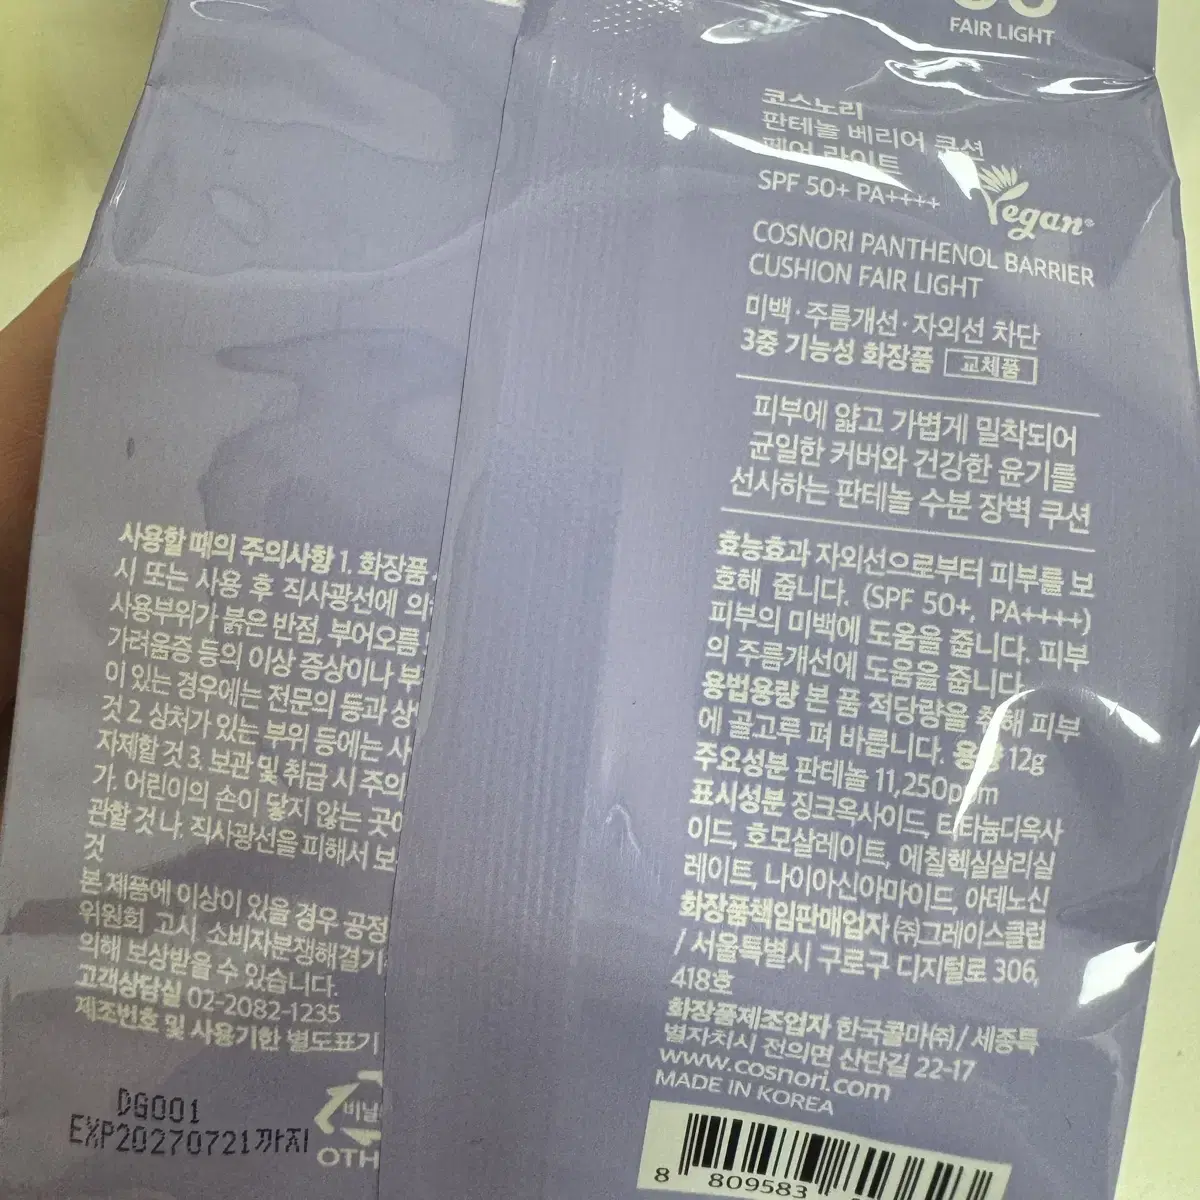 FAIR LIGHT
코스노리
판테놀 베리어 쿠션
페어 라이트
SPF 50+ PA++++
Vegan
COSNORI PANTHENOL BARRIER
CUSHION FAIR LIGHT
미백·주름개선·자외선 차단
3중 기능성 화장품 교체품
피부에 얇고 가볍게 밀착되어
균일한 커버와 건강한 윤기를
선사하는 판테놀 수분 장벽 쿠션
효능효과 자외선으로부터 피부를 보
호해 줍니다. (SPF 50+, PA++++)
피부의 미백에 도움을 줍니다. 피부
의 주름개선에 도움을 줍니다.
용법용량 본 품 적당량을 취해 피부
에 골고루 펴 바릅니다. 용량 12g
주요성분 판테놀 11,250ppm
표시성분 징크옥사이드, 티타늄디옥사
이드, 호모살레이트, 에칠헥실살리실
레이트, 나이아신아마이드, 아데노신
화장품책임판매업자 ㈜그레이스클럽
/ 서울특별시 구로구 디지털로 306,
418호
화장품제조업자 한국콜마㈜ / 세종특
별자치시 전의면 산단길 22-17
www.cosnori.com
MADE IN KOREA
8 809583
사용할 때의 주의사항 1. 화장품
시 또는 사용 후 직사광선에 의
사용부위가 붉은 반점, 부어오름
가려움증 등의 이상 증상이나 부
이 있는 경우에는 전문의 등과 상
것 2 상처가 있는 부위 등에는 사
자제할 것 3. 보관 및 취급 시 주의
가. 어린이의 손이 닿지 않는 곳에
관할 것 나. 직사광선을 피해서 보
것
본 제품에 이상이 있을 경우 공정
위원회 고시 소비자분쟁해결기
의해 보상받을 수 있습니다.
고객상담실 02-2082-1235
제조번호 및 사용기한 별도표기
비닐
OTH
DG001
EXP20270721까지